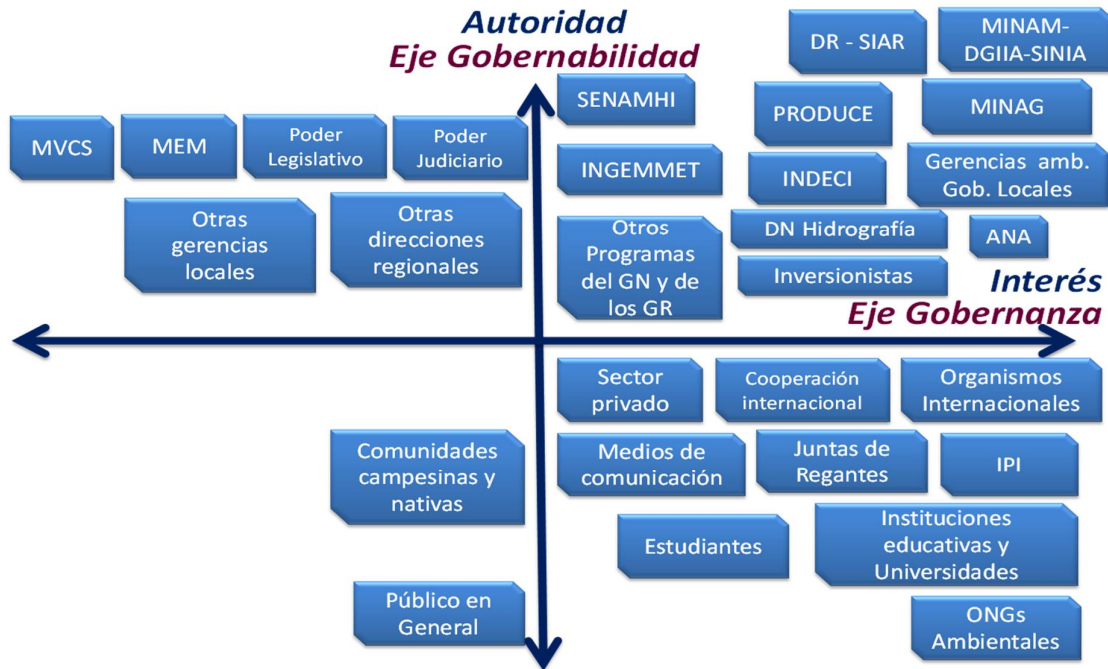 Autoridad
Eje Gobernabilidad
DR - SIAR
MINAM-
DGIIA-SINIA
SENAMHI
PRODUCE
MINAG
MVCS
MEM
Poder
Legislativo
Poder
Judiciario
INGEMMET
INDECI
Gerencias amb.
Gob. Locales
Otras
gerencias
locales
Otras
direcciones
regionales
Otros
Programas
del GN y de
los GR
DN Hidrografía
ANA
Inversionistas
Interés
Eje Gobernanza
Sector
privado
Cooperación
internacional
Organismos
Internacionales
Comunidades
campesinas y
nativas
Medios de
comunicación
Juntas de
Regantes
IPI
Estudiantes
Instituciones
educativas y
Universidades
Público en
General
ONGs
Ambientales